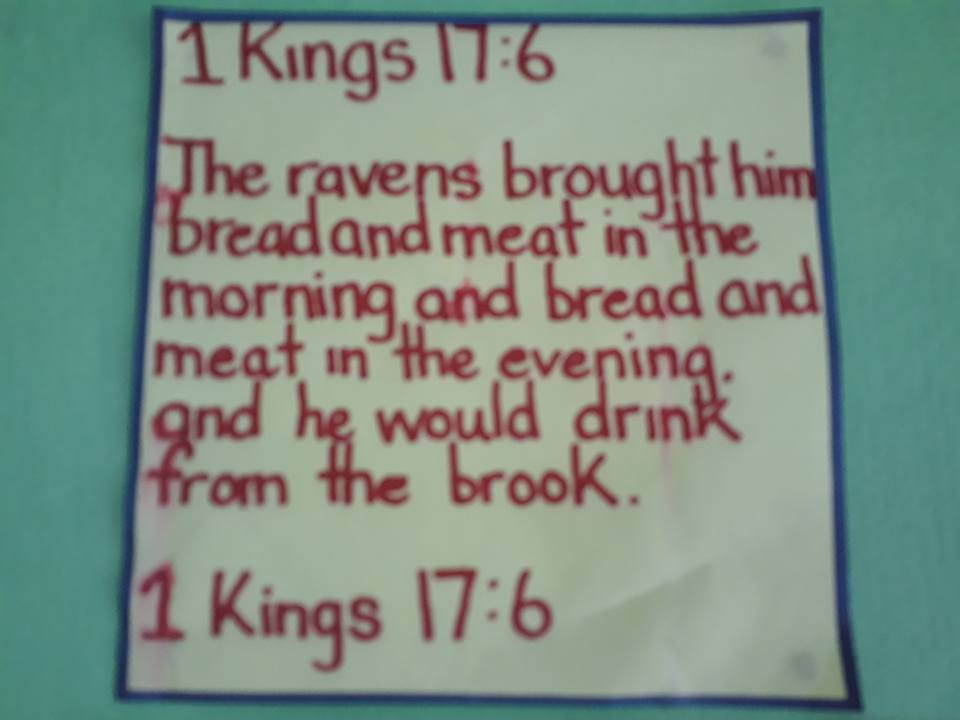 1 Kings 17:6
The ravens brought him
bread and meat in the
morning and bread and
meat in the evening.
and he would drink
from the brook.
1 Kings 17:6